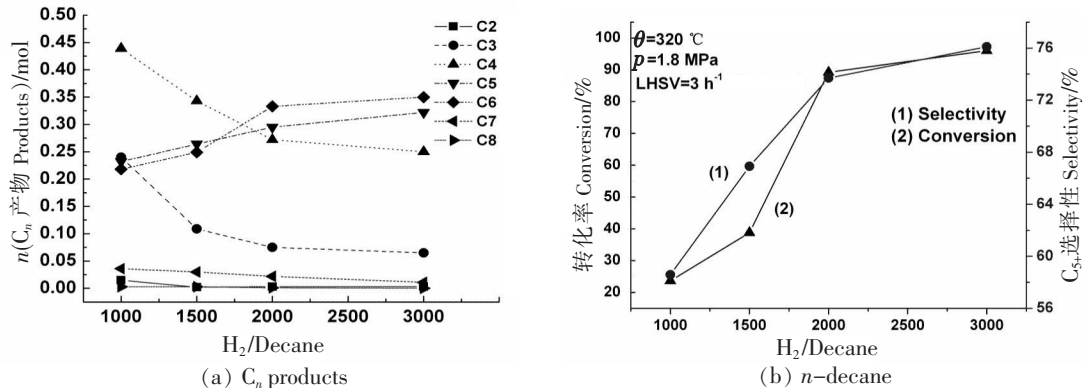 0.50
0.45
0.40
0.35
0.30
0.25
0.20
0.15
0.10
0.05
0.00
n(Cₙ 产物 Products)/mol
C2
C3
C4
C5
C6
C7
C8
1000 1500 2000 2500 3000
H₂/Decane
(a) Cₙ products
100
90
80
70
60
50
40
30
20
转化率 Conversion/%
θ=320 ℃
p=1.8 MPa
LHSV=3 h⁻¹
(1) Selectivity
(2) Conversion
(1)
(2)
76
72
68
64
60
56
C₅₊选择性 Selectivity/%
1000 1500 2000 2500 3000
H₂/Decane
(b) n-decane